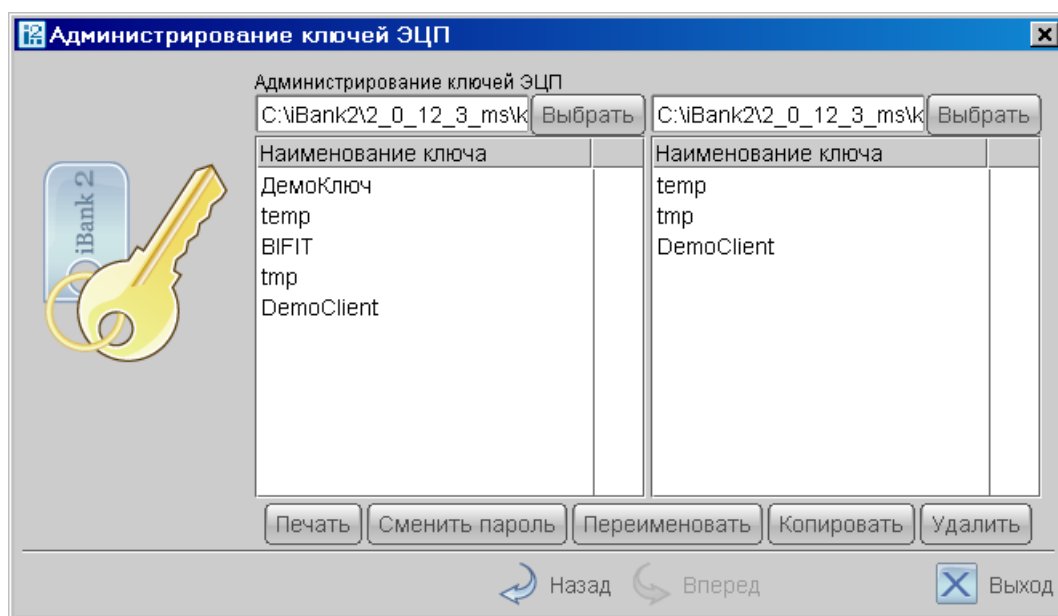 Администрирование ключей ЭЦП
Администрирование ключей ЭЦП
C:\iBank2\2_0_12_3_ms\k Выбрать C:\iBank2\2_0_12_3_ms\k Выбрать
Наименование ключа Наименование ключа
ДемоКлюч temp
temp tmp
BIFIT DemoClient
tmp
DemoClient
iBank 2
Печать Сменить пароль Переименовать Копировать Удалить
Назад Вперед Выход